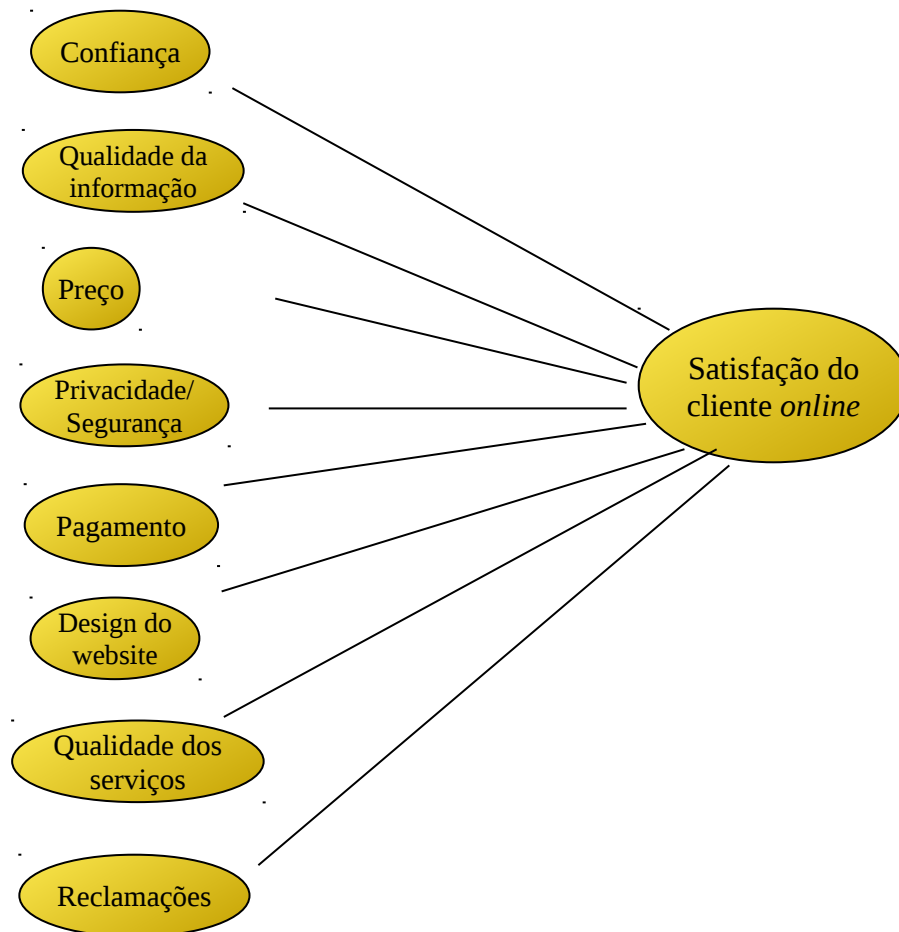 Confiança
Qualidade da
informação
Preço
Privacidade/
Segurança
Pagamento
Design do
website
Qualidade dos
serviços
Reclamações
Satisfação do
cliente online